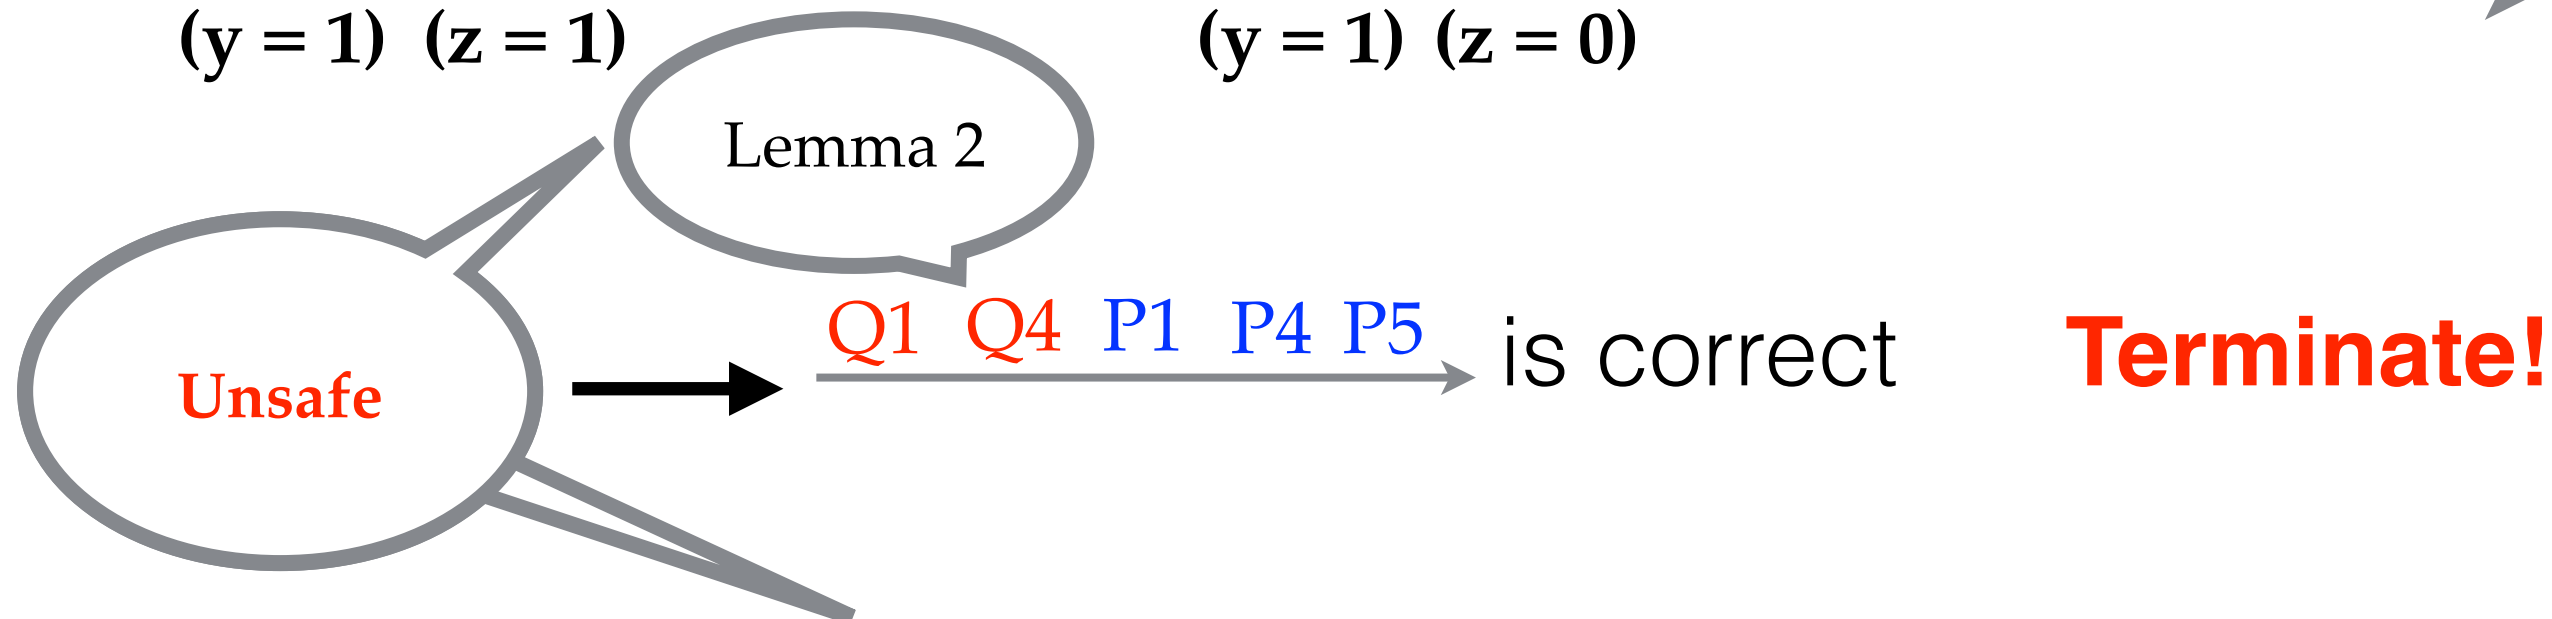 (y = 1) (z = 1) (y = 1) (z = 0)
Lemma 2
Q1 Q4 P1 P4 P5
Unsafe is correct Terminate!